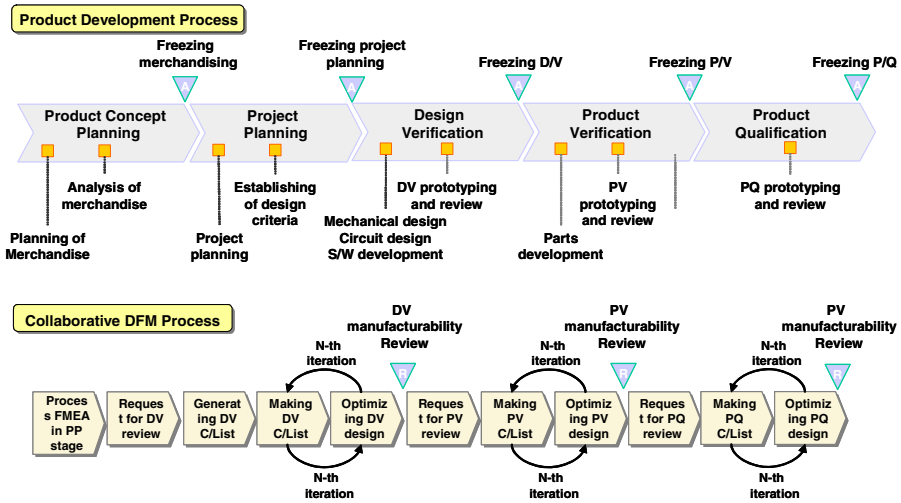 Product Development Process
Freezing
merchandising
Freezing project
planning
Freezing D/V
Freezing P/V
Freezing P/Q
A
A
A
A
A
Product Concept
Planning
Project
Planning
Design
Verification
Product
Verification
Product
Qualification
Analysis of
merchandise
Planning of
Merchandise
Establishing
of design
criteria
Project
planning
DV prototyping
and review
Mechanical design
Circuit design
S/W development
PV
prototyping
and review
Parts
development
PQ prototyping
and review
Collaborative DFM Process
DV
manufacturability
Review
PV
manufacturability
Review
PV
manufacturability
Review
N-th
iteration
N-th
iteration
N-th
iteration
R
R
R
Proces
s FMEA
in PP
stage
Reques
t for DV
review
Generat
ing DV
C/List
Making
DV
C/List
Optimiz
ing DV
design
Reques
t for PV
review
Making
PV
C/List
Optimiz
ing PV
design
Reques
t for PQ
review
Making
PQ
C/List
Optimiz
ing PQ
design
N-th
iteration
N-th
iteration
N-th
iteration